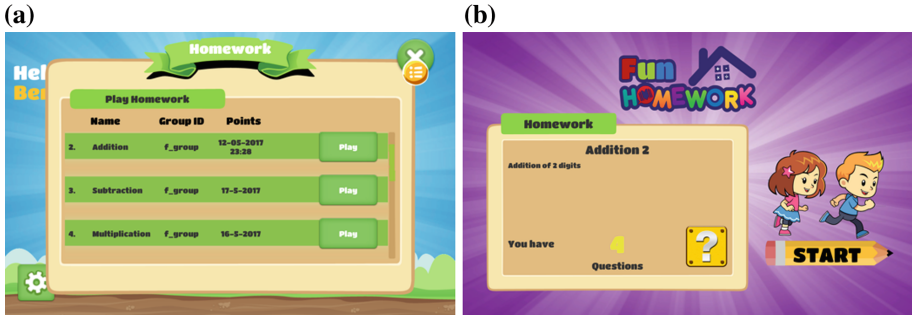 (a)
Homework
Hel
Ber
Play Homework
Name Group ID Points
2. Addition f_group 12-05-2017
23:28 Play
3. Subtraction f_group 17-5-2017 Play
4. Multiplication f_group 16-5-2017 Play
(b)
Fun
HOMEWORK
Homework
Addition 2
Addition of 2 digits
You have 4 ?
Questions
START